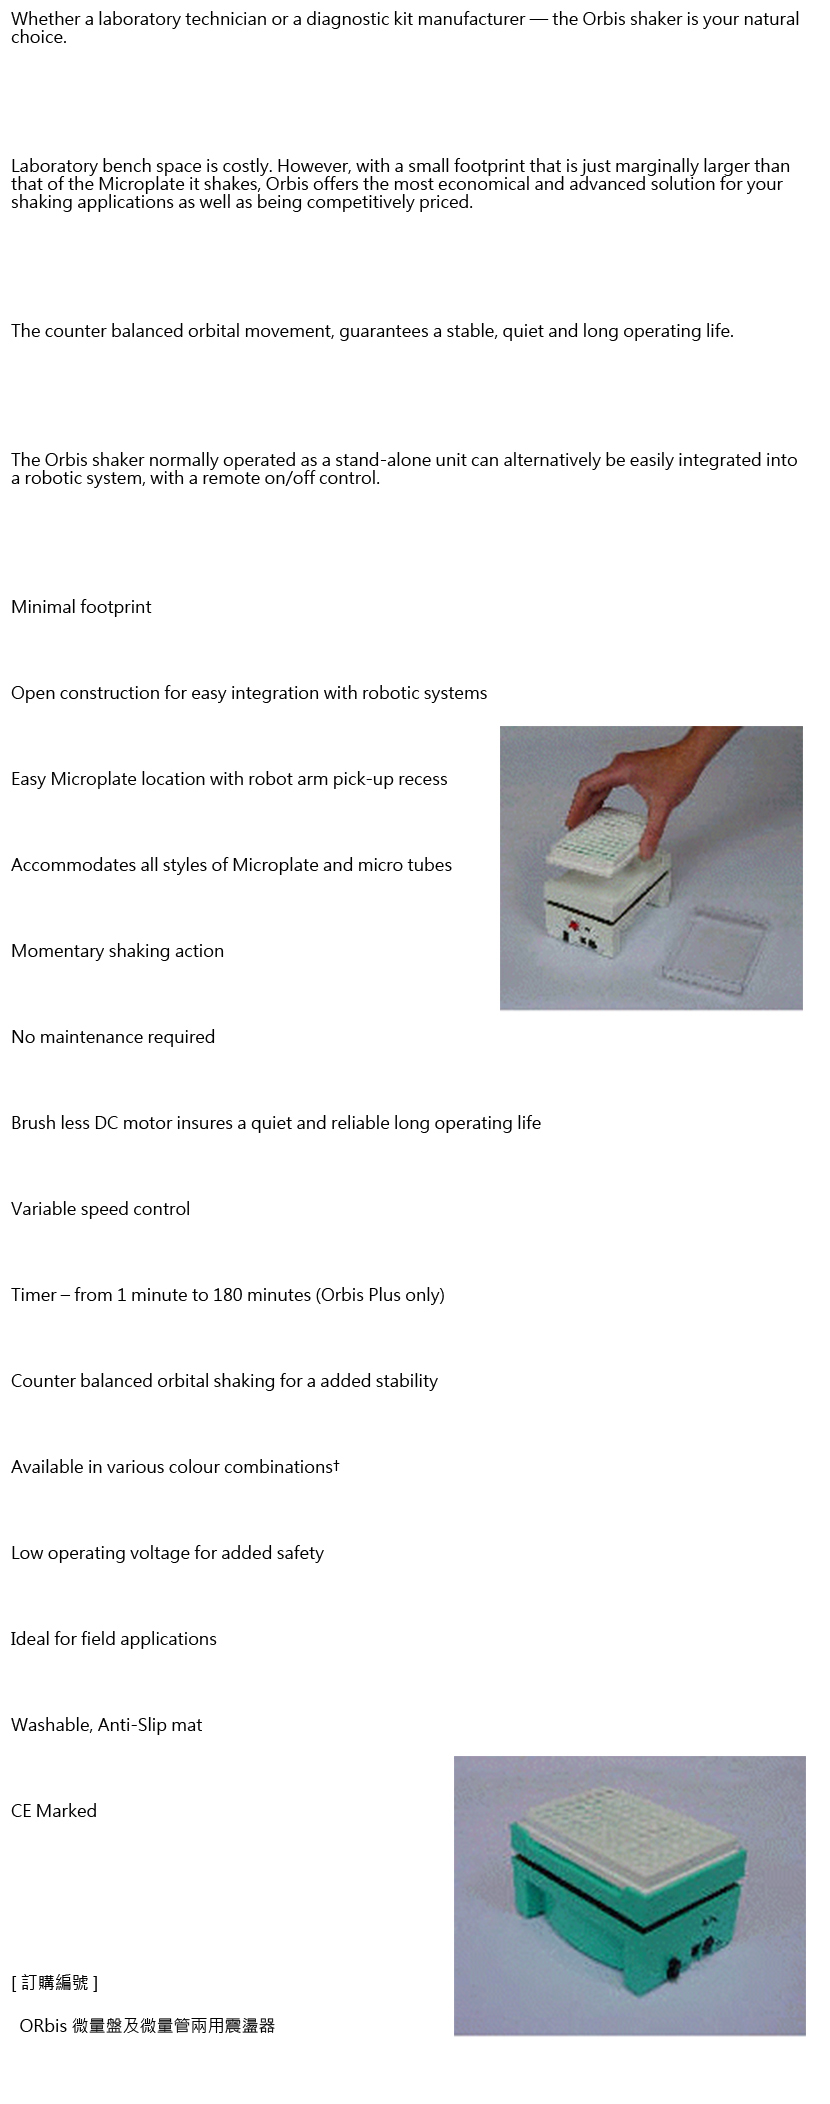 Whether a laboratory technician or a diagnostic kit manufacturer — the Orbis shaker is your natural
choice.
Laboratory bench space is costly. However, with a small footprint that is just marginally larger than
that of the Microplate it shakes, Orbis offers the most economical and advanced solution for your
shaking applications as well as being competitively priced.
The counter balanced orbital movement, guarantees a stable, quiet and long operating life.
The Orbis shaker normally operated as a stand-alone unit can alternatively be easily integrated into
a robotic system, with a remote on/off control.
Minimal footprint
Open construction for easy integration with robotic systems
Easy Microplate location with robot arm pick-up recess
Accommodates all styles of Microplate and micro tubes
Momentary shaking action
No maintenance required
Brush less DC motor insures a quiet and reliable long operating life
Variable speed control
Timer – from 1 minute to 180 minutes (Orbis Plus only)
Counter balanced orbital shaking for a added stability
Available in various colour combinations†
Low operating voltage for added safety
Ideal for field applications
Washable, Anti-Slip mat
CE Marked
[ 訂購編號 ]
ORbis 微量盤及微量管兩用震盪器